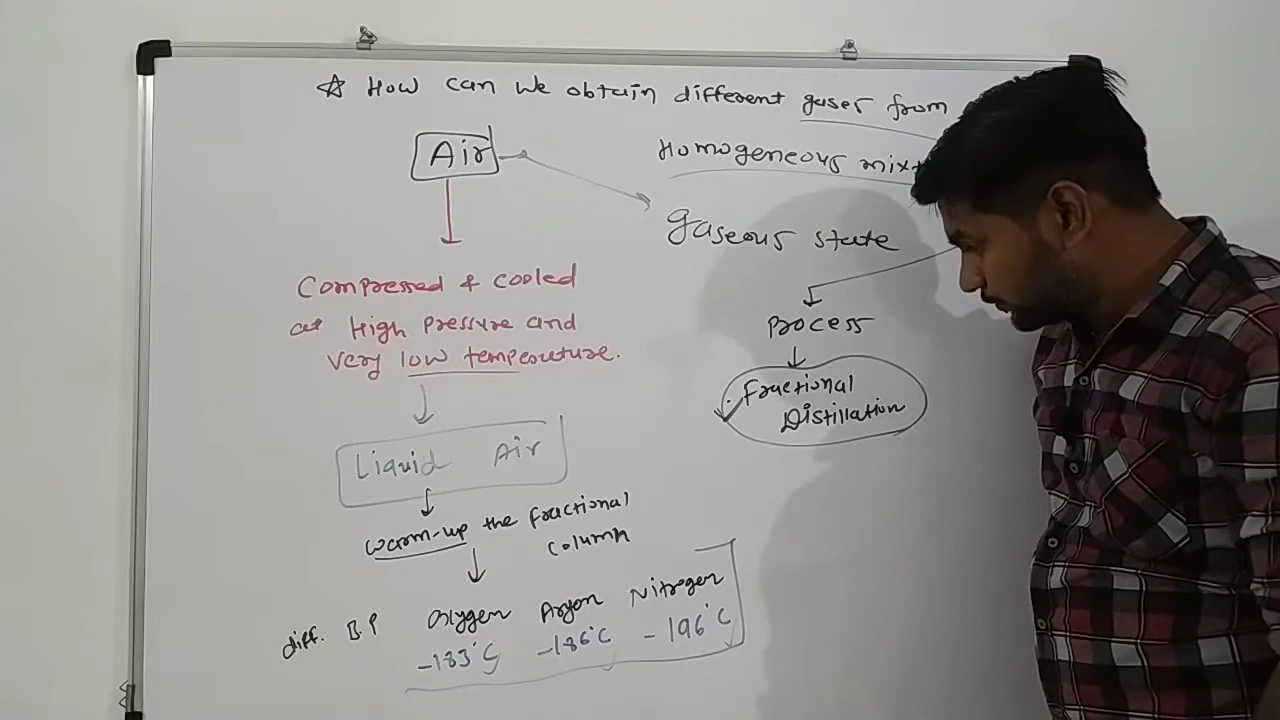 ☆ How can we obtain different gases from
Air
Homogeneous mixt
gaseous state
Compressed & cooled
at High pressure and
very low temperature.
process
Fractional
Distillation
Liquid Air
warm-up the fractional
column
diff. B.P
Oxygen Argon Nitrogen
-183°C -186°C -196°C